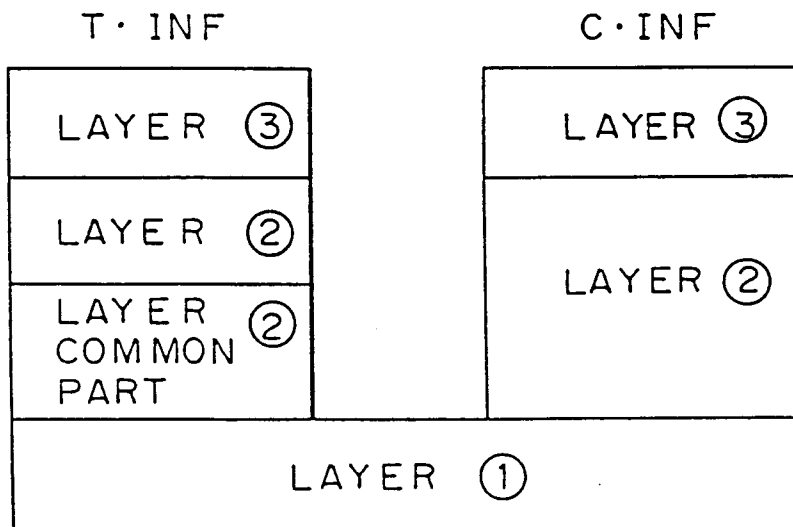 T· INF
LAYER ③
LAYER ②
LAYER ②
COMMON
PART
C·INF
LAYER ③
LAYER ②
LAYER ①